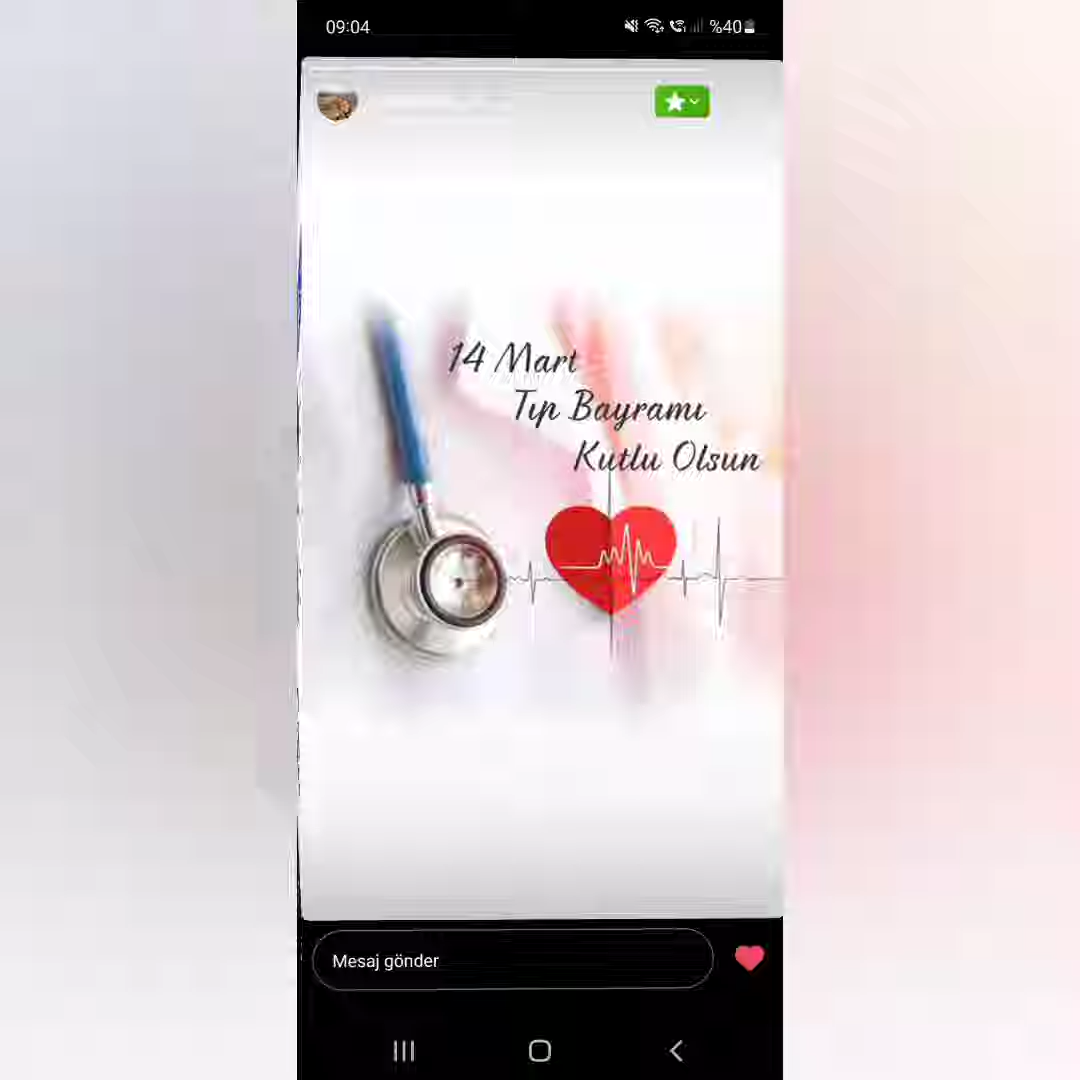 09:04
%40
14 Mart
Tıp Bayramı
Kutlu Olsun
Mesaj gönder